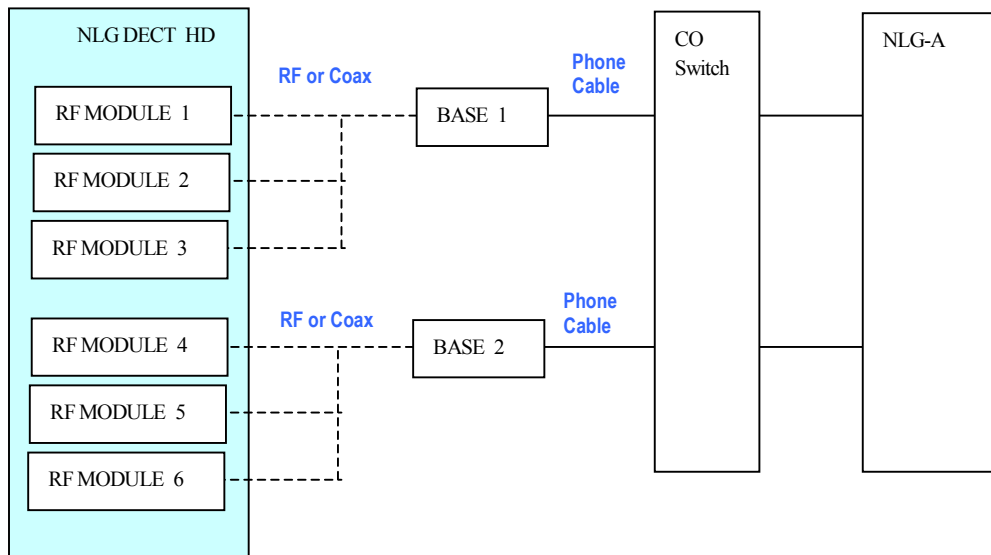 NLG DECT HD
CO
Switch
NLG-A
RF or Coax
Phone
Cable
RF MODULE 1
BASE 1
RF MODULE 2
RF MODULE 3
RF or Coax
Phone
Cable
RF MODULE 4
BASE 2
RF MODULE 5
RF MODULE 6